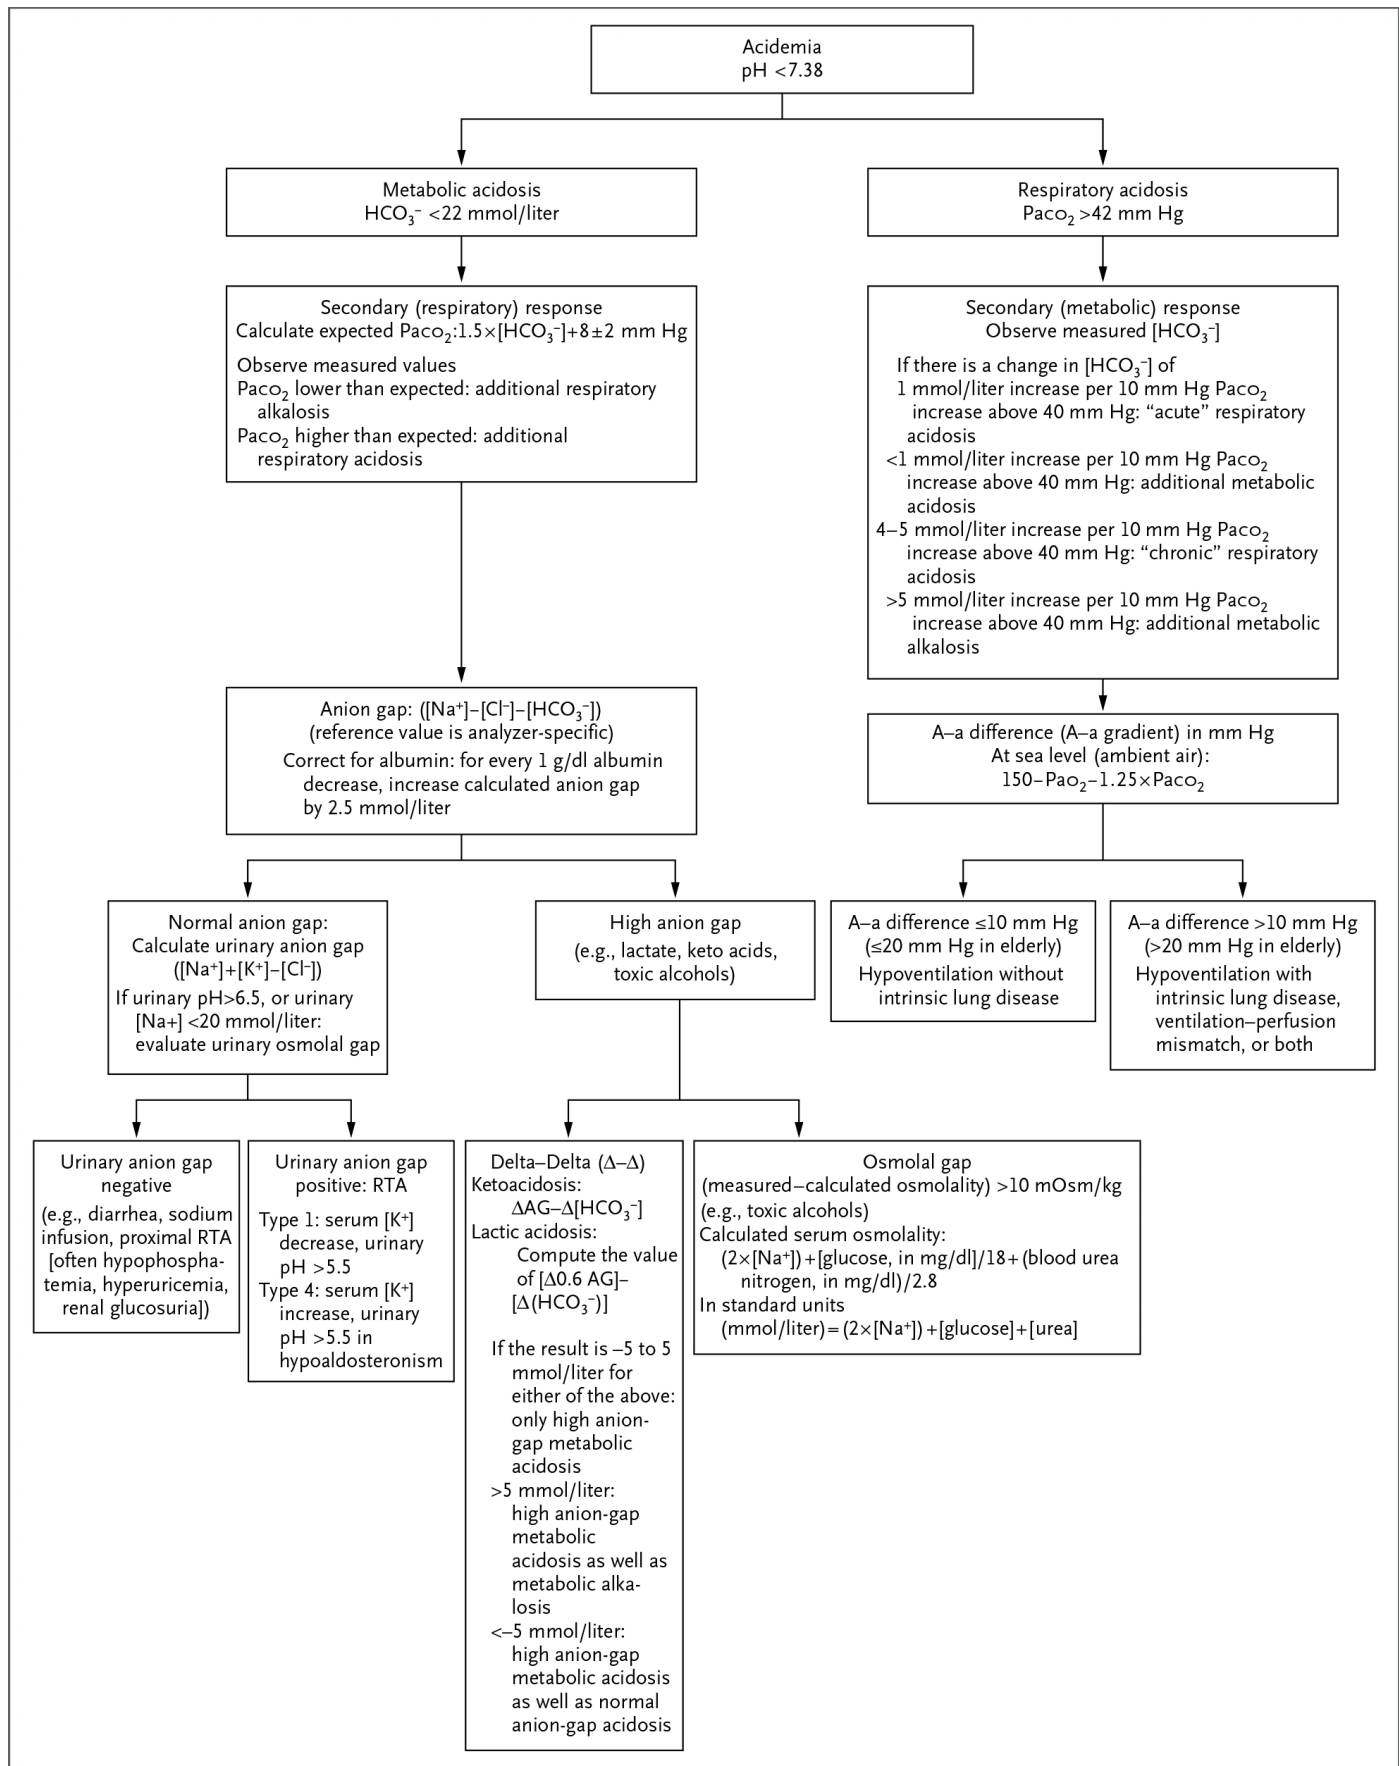 Acidemia
pH <7.38
Metabolic acidosis
HCO₃⁻ <22 mmol/liter
Respiratory acidosis
Paco₂ >42 mm Hg
Secondary (respiratory) response
Calculate expected Paco₂:1.5×[HCO₃⁻]+8±2 mm Hg
Observe measured values
Paco₂ lower than expected: additional respiratory
alkalosis
Paco₂ higher than expected: additional
respiratory acidosis
Secondary (metabolic) response
Observe measured [HCO₃⁻]
If there is a change in [HCO₃⁻] of
1 mmol/liter increase per 10 mm Hg Paco₂
increase above 40 mm Hg: “acute” respiratory
acidosis
<1 mmol/liter increase per 10 mm Hg Paco₂
increase above 40 mm Hg: additional metabolic
acidosis
4–5 mmol/liter increase per 10 mm Hg Paco₂
increase above 40 mm Hg: “chronic” respiratory
acidosis
>5 mmol/liter increase per 10 mm Hg Paco₂
increase above 40 mm Hg: additional metabolic
alkalosis
Anion gap: ([Na⁺]–[Cl⁻]–[HCO₃⁻])
(reference value is analyzer-specific)
Correct for albumin: for every 1 g/dl albumin
decrease, increase calculated anion gap
by 2.5 mmol/liter
A–a difference (A–a gradient) in mm Hg
At sea level (ambient air):
150–Pao₂–1.25×Paco₂
Normal anion gap:
Calculate urinary anion gap
([Na⁺]+[K⁺]–[Cl⁻])
If urinary pH>6.5, or urinary
[Na+] <20 mmol/liter:
evaluate urinary osmolal gap
High anion gap
(e.g., lactate, keto acids,
toxic alcohols)
A–a difference ≤10 mm Hg
(≤20 mm Hg in elderly)
Hypoventilation without
intrinsic lung disease
A–a difference >10 mm Hg
(>20 mm Hg in elderly)
Hypoventilation with
intrinsic lung disease,
ventilation–perfusion
mismatch, or both
Urinary anion gap
negative
(e.g., diarrhea, sodium
infusion, proximal RTA
[often hypophospha-
temia, hyperuricemia,
renal glucosuria])
Urinary anion gap
positive: RTA
Type 1: serum [K⁺]
decrease, urinary
pH >5.5
Type 4: serum [K⁺]
increase, urinary
pH >5.5 in
hypoaldosteronism
Delta–Delta (Δ–Δ)
Ketoacidosis:
ΔAG–Δ[HCO₃⁻]
Lactic acidosis:
Compute the value
of [Δ0.6 AG]–
[Δ(HCO₃⁻)]
If the result is –5 to 5
mmol/liter for
either of the above:
only high anion-
gap metabolic
acidosis
>5 mmol/liter:
high anion-gap
metabolic
acidosis as well as
metabolic alka-
losis
<–5 mmol/liter:
high anion-gap
metabolic acidosis
as well as normal
anion-gap acidosis
Osmolal gap
(measured–calculated osmolality) >10 mOsm/kg
(e.g., toxic alcohols)
Calculated serum osmolality:
(2×[Na⁺])+[glucose, in mg/dl]/18+(blood urea
nitrogen, in mg/dl)/2.8
In standard units
(mmol/liter)=(2×[Na⁺])+[glucose]+[urea]